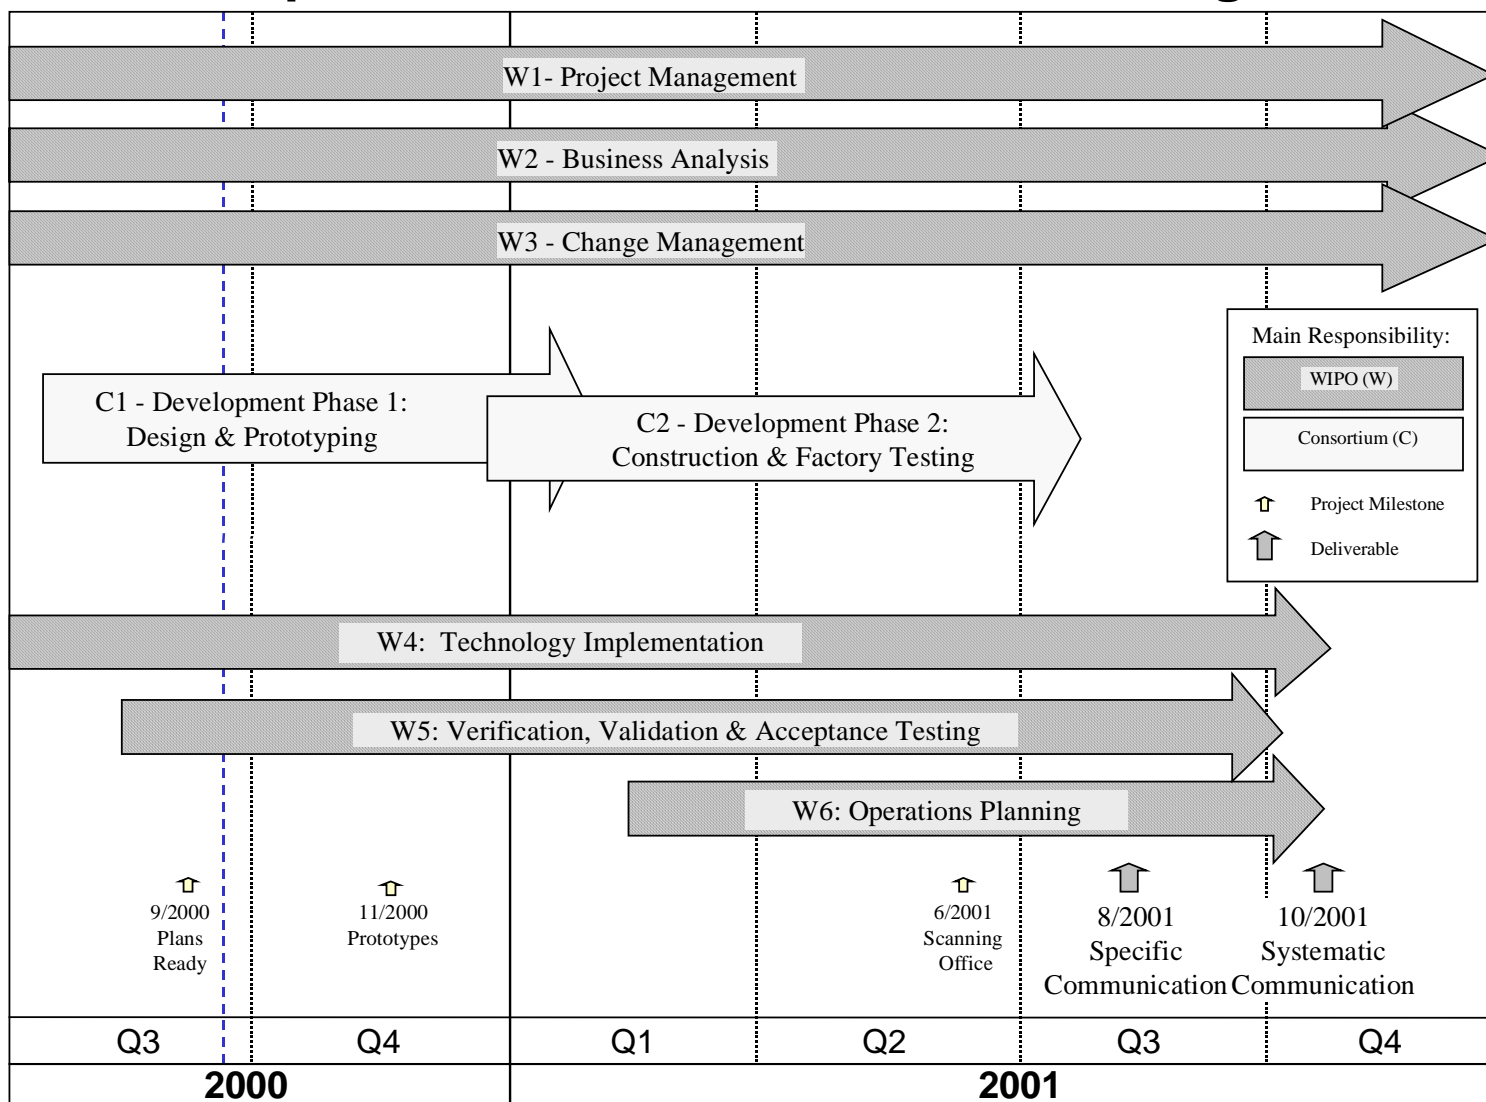 W1- Project Management
W2 - Business Analysis
W3 - Change Management
Main Responsibility:
WIPO (W)
Consortium (C)
Project Milestone
Deliverable
C1 - Development Phase 1:
Design & Prototyping
C2 - Development Phase 2:
Construction & Factory Testing
W4:  Technology Implementation
W5: Verification, Validation & Acceptance Testing
W6: Operations Planning
9/2000
Plans
Ready
11/2000
Prototypes
6/2001
Scanning
Office
8/2001
Specific
Communication
10/2001
Systematic
Communication
Q3
Q4
Q1
Q2
Q3
Q4
2000
2001